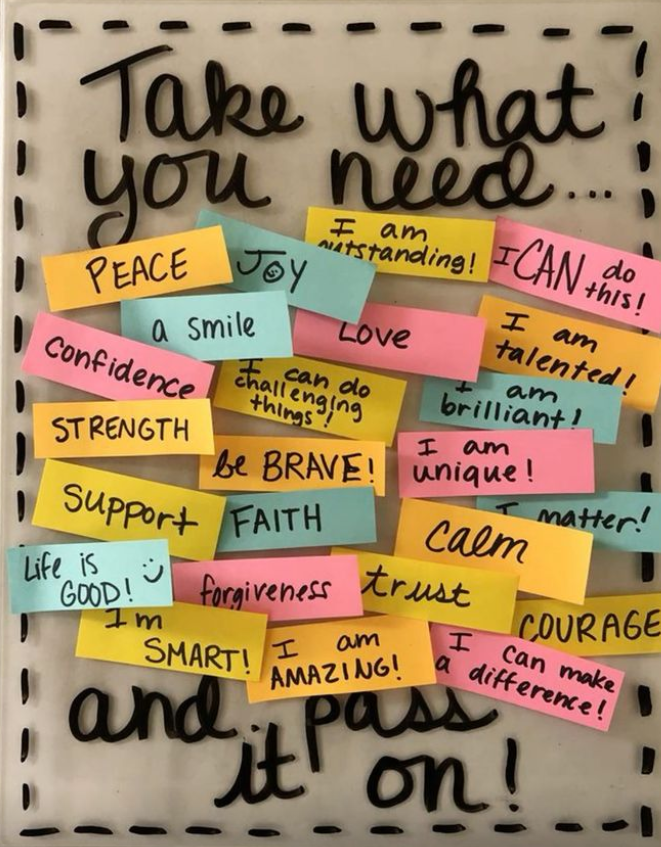 Take what
you need...
PEACE
JOY
I am
outstanding!
I CAN do
this!
a smile
Love
I am
talented!
Confidence
I can do
challenging
things!
I am
brilliant!
STRENGTH
be BRAVE!
I am
unique!
Support
FAITH
calm
I matter!
Life is
GOOD!
forgiveness
trust
COURAGE
I'm
SMART!
I am
AMAZING!
I can make
a difference!
and pass
it on!